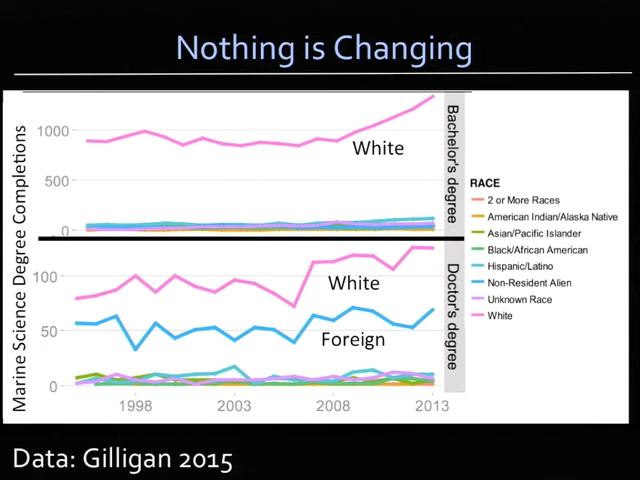 Nothing is Changing
Marine Science Degree Completions
1000
500
0
White
Bachelor's degree
100
50
0
White
Foreign
Doctor's degree
1998
2003
2008
2013
RACE
2 or More Races
American Indian/Alaska Native
Asian/Pacific Islander
Black/African American
Hispanic/Latino
Non-Resident Alien
Unknown Race
White
Data: Gilligan 2015